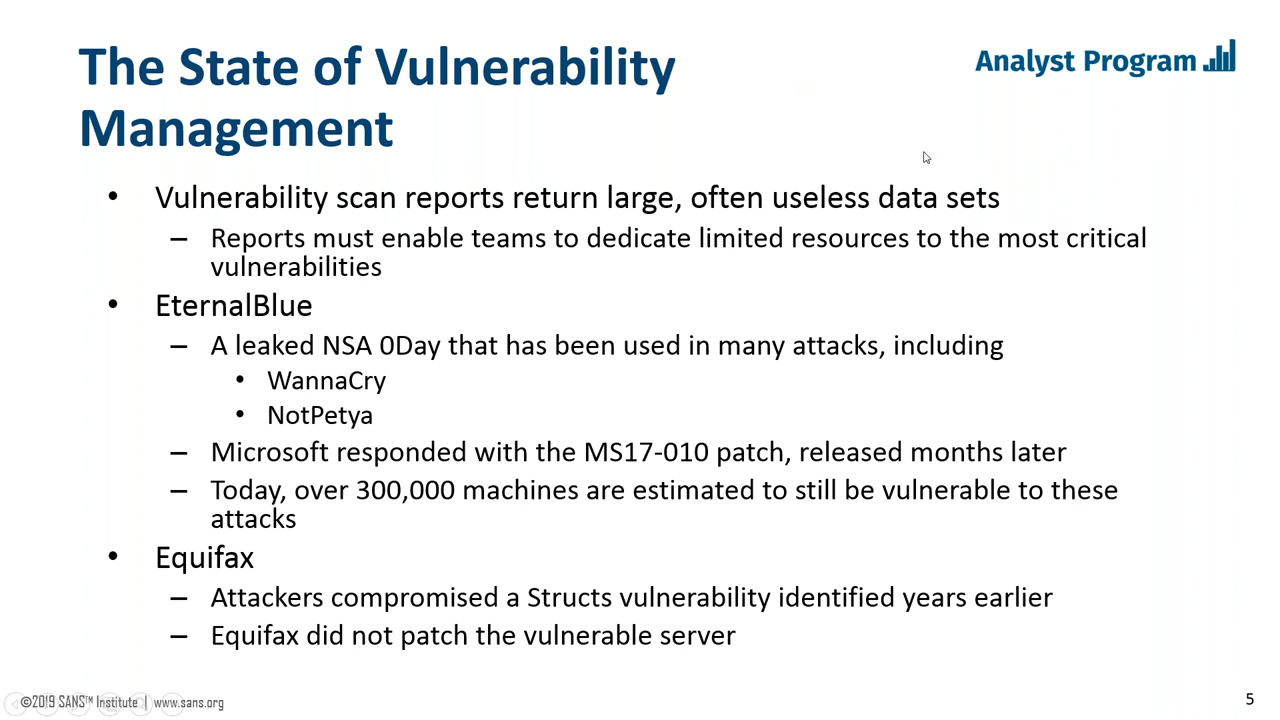 The State of Vulnerability
Management
Analyst Program
• Vulnerability scan reports return large, often useless data sets
– Reports must enable teams to dedicate limited resources to the most critical
vulnerabilities
• EternalBlue
– A leaked NSA 0Day that has been used in many attacks, including
• WannaCry
• NotPetya
– Microsoft responded with the MS17-010 patch, released months later
– Today, over 300,000 machines are estimated to still be vulnerable to these
attacks
• Equifax
– Attackers compromised a Structs vulnerability identified years earlier
– Equifax did not patch the vulnerable server
©2019 SANS™ Institute | www.sans.org
5